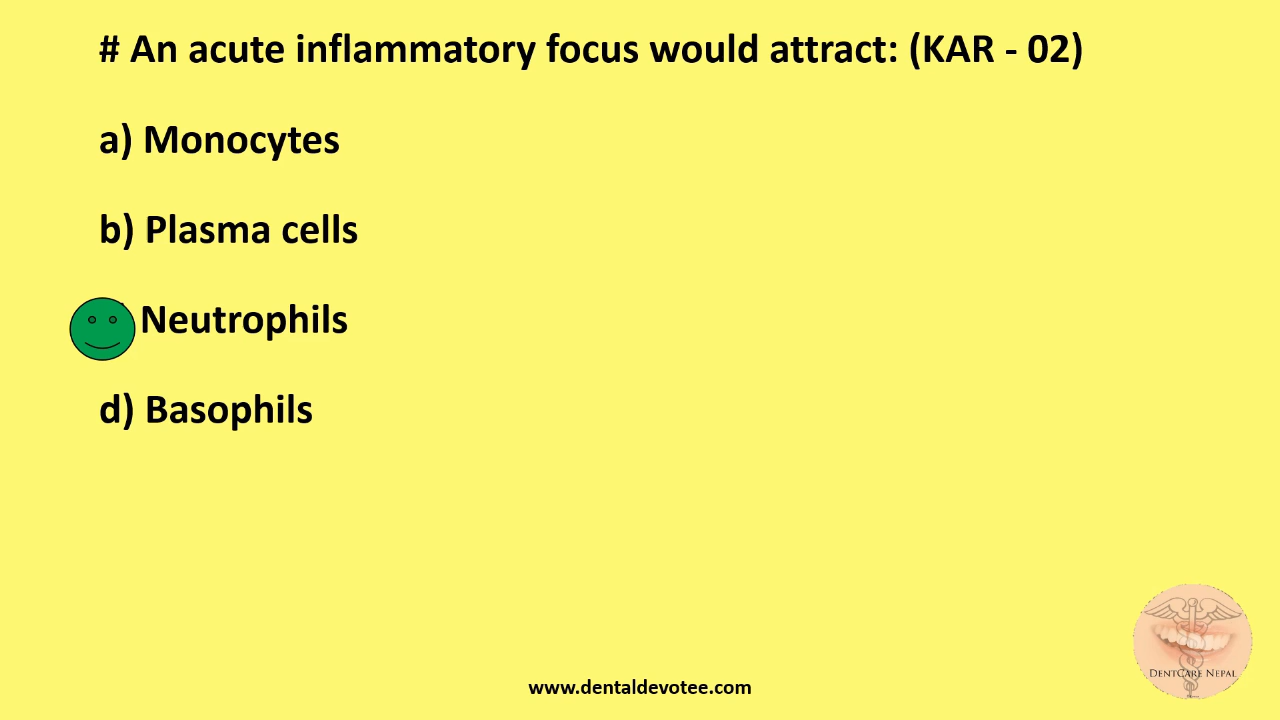 # An acute inflammatory focus would attract: (KAR - 02)
a) Monocytes
b) Plasma cells
Neutrophils
d) Basophils
DENTCARE NEPAL
www.dentaldevotee.com